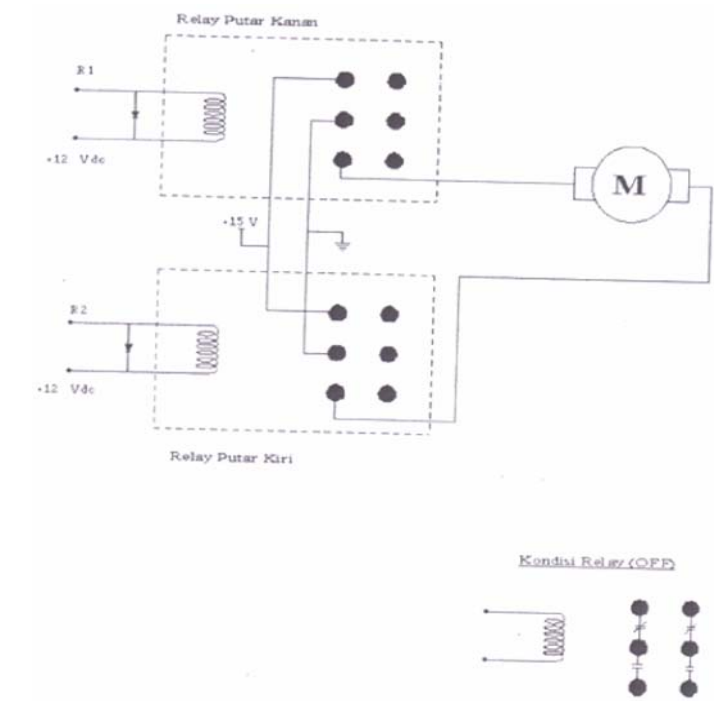 Relay Putar Kanan
R1
+12 Vdc
+15 V
M
R2
+12 Vdc
Relay Putar Kiri
Kondisi Relay (OFF)